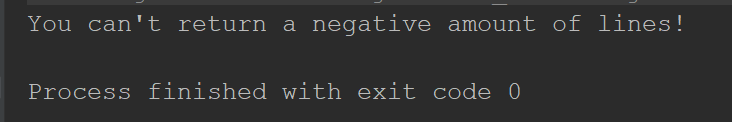 You can't return a negative amount of lines!
Process finished with exit code 0